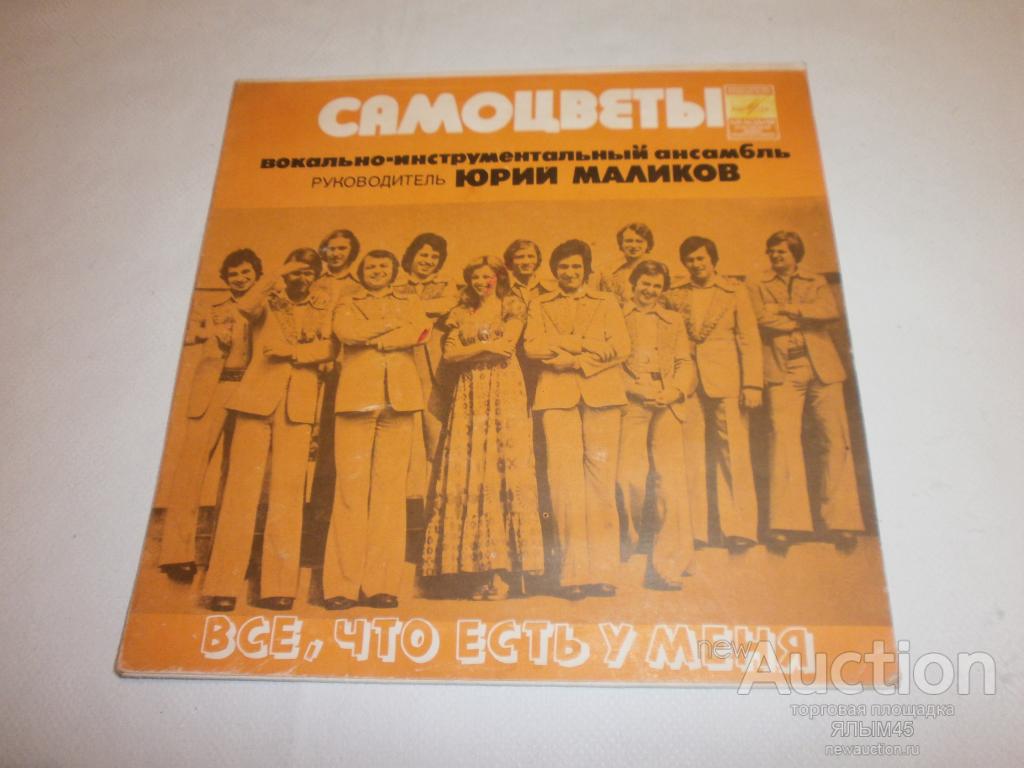 САМОЦВЕТЫ
вокально-инструментальный ансамбль
РУКОВОДИТЕЛЬ ЮРИЙ МАЛИКОВ
ВСЕ, ЧТО ЕСТЬ У МЕНЯ
newAuction
торговая площадка
ЯЛЫМ45
newauction.ru